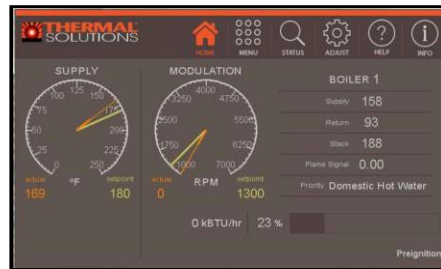 THERMAL
SOLUTIONS
HOME
MENU
STATUS
ADJUST
HELP
INFO
SUPPLY
0
25
50
75
100
125
150
175
200
250
actual
°F
setpoint
169
180
MODULATION
1000
1750
2500
3250
4000
4750
5500
6250
7000
actual
RPM
setpoint
0
1300
BOILER 1
Supply 158
Return 93
Stack 188
Flame Signal 0.00
Priority Domestic Hot Water
0 kBTU/hr 23 %
Preignition